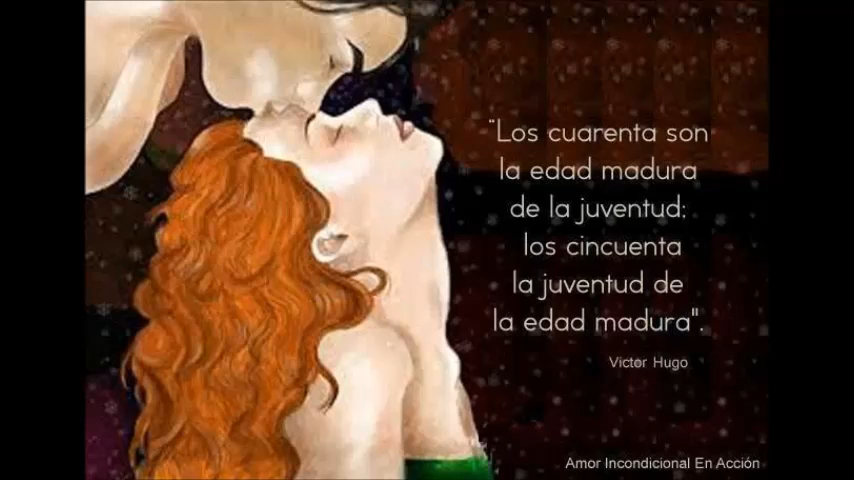 "Los cuarenta son
la edad madura
de la juventud;
los cincuenta
la juventud de
la edad madura".
Victor Hugo
Amor Incondicional En Acción